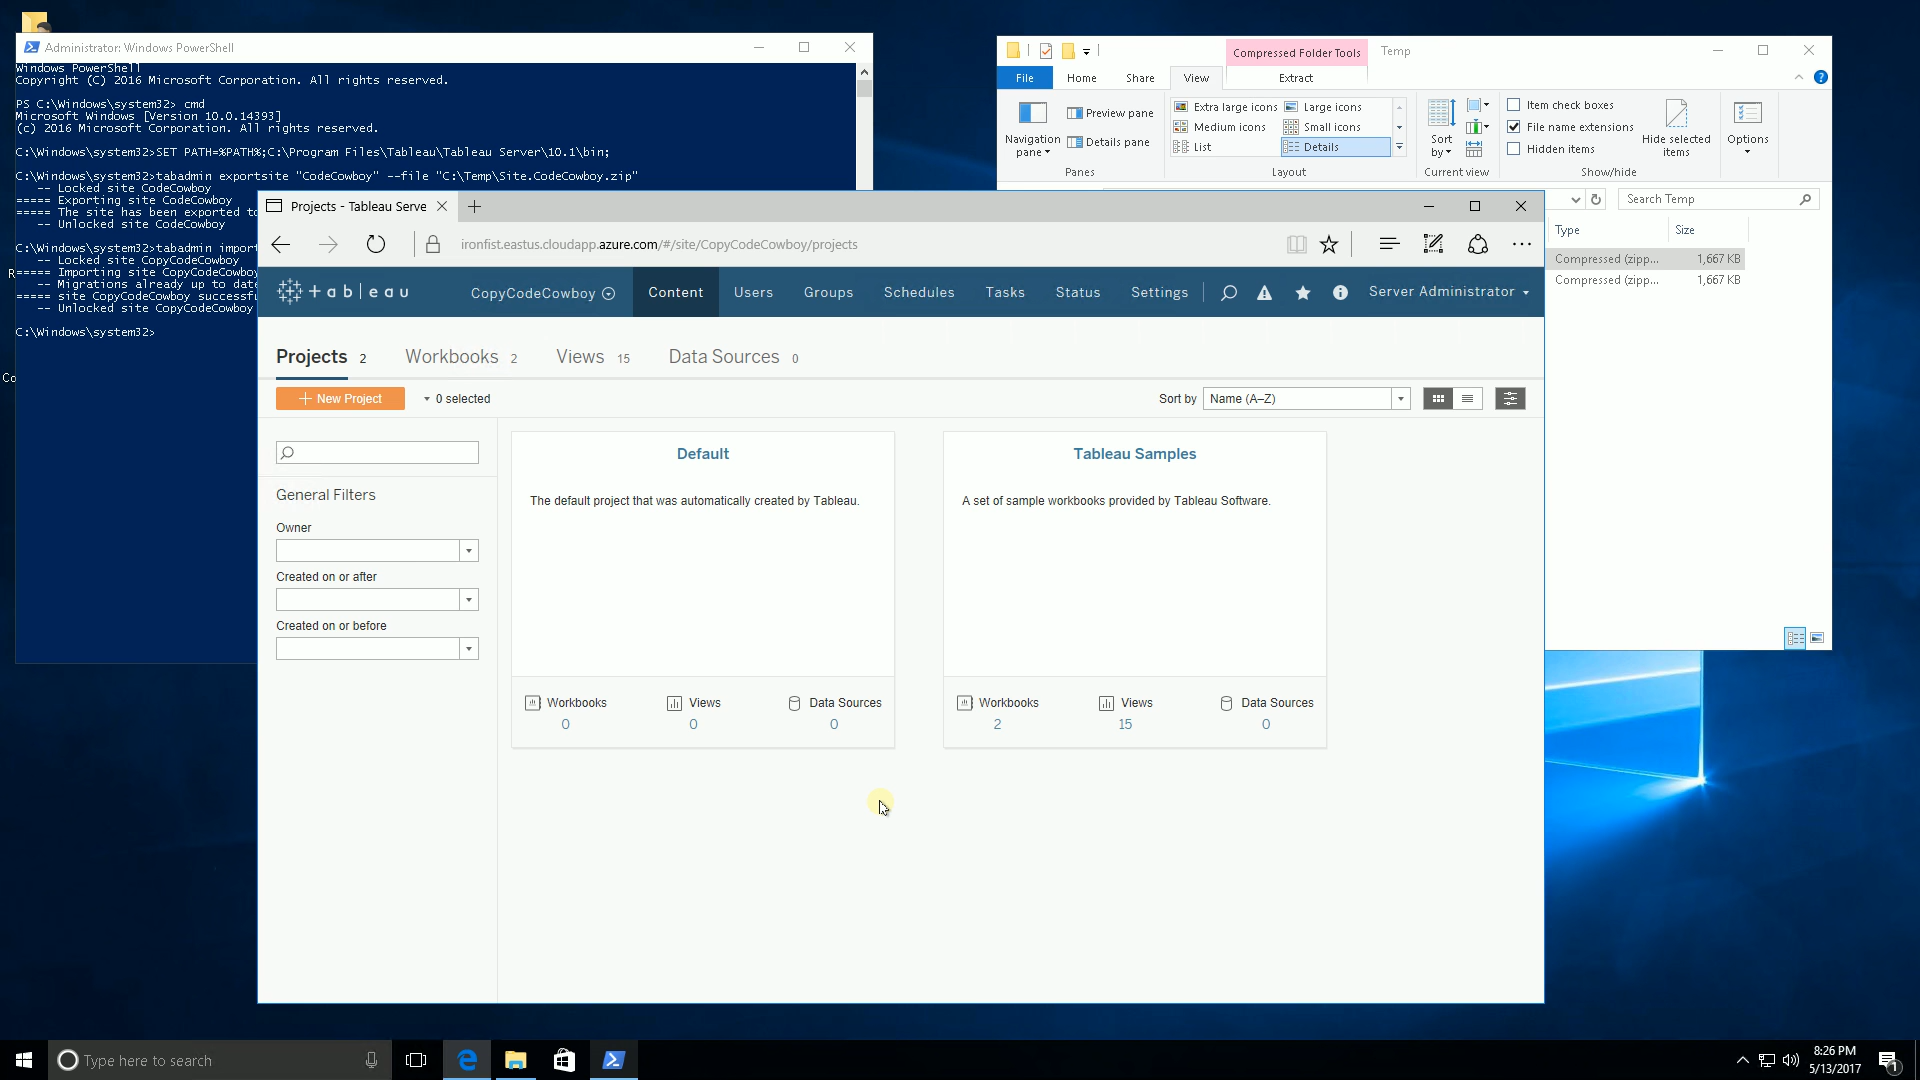 Administrator: Windows PowerShell
Windows PowerShell
Copyright (C) 2016 Microsoft Corporation. All rights reserved.
PS C:\Windows\system32> cmd
Microsoft Windows [Version 10.0.14393]
(c) 2016 Microsoft Corporation. All rights reserved.
C:\Windows\system32>SET PATH=%PATH%;C:\Program Files\Tableau\Tableau Server\10.1\bin;
C:\Windows\system32>tabadmin exportsite "CodeCowboy" --file "C:\Temp\Site.CodeCowboy.zip"
-- Locked site CodeCowboy
===== Exporting site CodeCowboy
===== The site has been exported to
-- Unlocked site CodeCowboy
C:\Windows\system32>tabadmin import
-- Locked site CopyCodeCowboy
===== Importing site CopyCodeCowboy
-- Migrations already up to date
===== site CopyCodeCowboy successfu
-- Unlocked site CopyCodeCowboy
C:\Windows\system32>
R
Co
Compressed Folder Tools
Temp
File
Home
Share
View
Extract
Navigation pane
Preview pane
Details pane
Panes
Extra large icons
Large icons
Medium icons
Small icons
List
Details
Layout
Sort by
Current view
Item check boxes
File name extensions
Hidden items
Hide selected items
Show/hide
Options
Search Temp
Type
Size
Compressed (zipp...
1,667 KB
Compressed (zipp...
1,667 KB
Projects - Tableau Serve
ironfist.eastus.cloudapp.azure.com/#/site/CopyCodeCowboy/projects
+ a b | e a u
CopyCodeCowboy
Content
Users
Groups
Schedules
Tasks
Status
Settings
Server Administrator
Projects 2
Workbooks 2
Views 15
Data Sources 0
+ New Project
0 selected
Sort by
Name (A–Z)
General Filters
Owner
Created on or after
Created on or before
Default
The default project that was automatically created by Tableau.
Workbooks
Views
Data Sources
0
0
0
Tableau Samples
A set of sample workbooks provided by Tableau Software.
Workbooks
Views
Data Sources
2
15
0
Type here to search
8:26 PM
5/13/2017
1